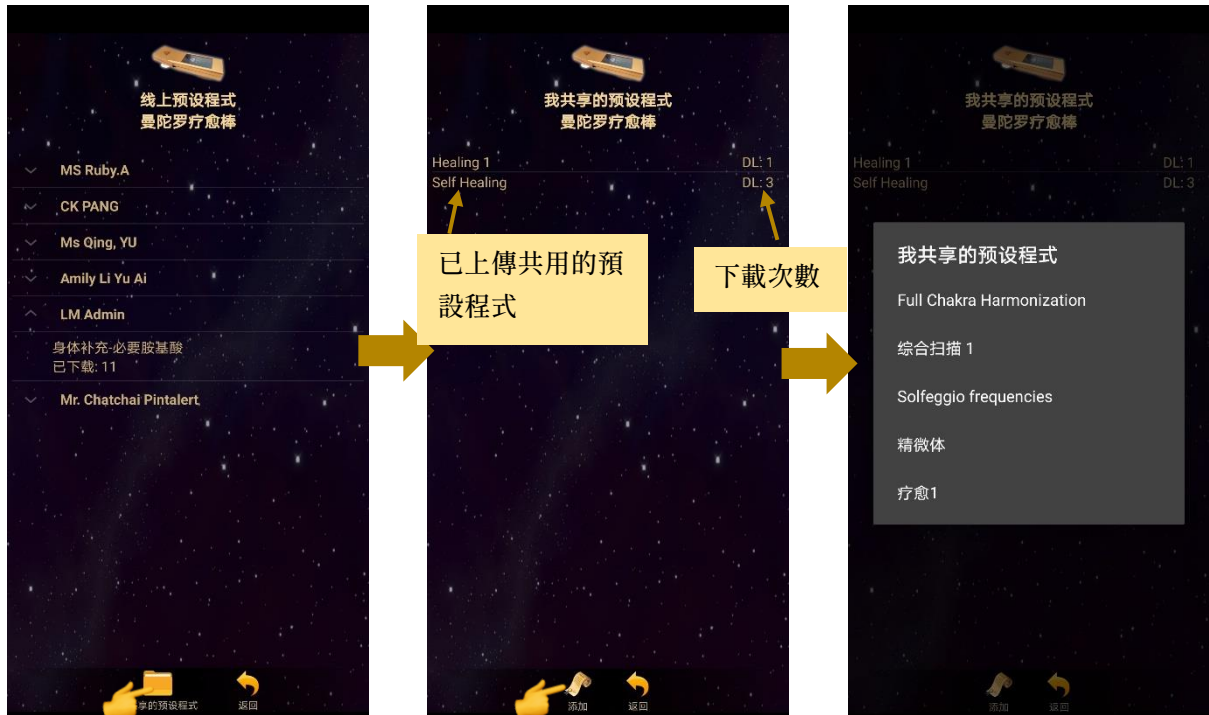 线上预设程式
曼陀罗疗愈棒
MS Ruby.A
CK PANG
Ms Qing, YU
Amily Li Yu Ai
LM Admin
身体补充-必要胺基酸
已下载: 11
Mr. Chatchai Pintalert
享的预设程式
返回
我共享的预设程式
曼陀罗疗愈棒
Healing 1 DL: 1
Self Healing DL: 3
已上傳共用的預
設程式
下載次數
添加
返回
我共享的预设程式
曼陀罗疗愈棒
Healing 1 DL: 1
Self Healing DL: 3
我共享的预设程式
Full Chakra Harmonization
综合扫描 1
Solfeggio frequencies
精微体
疗愈1
添加
返回